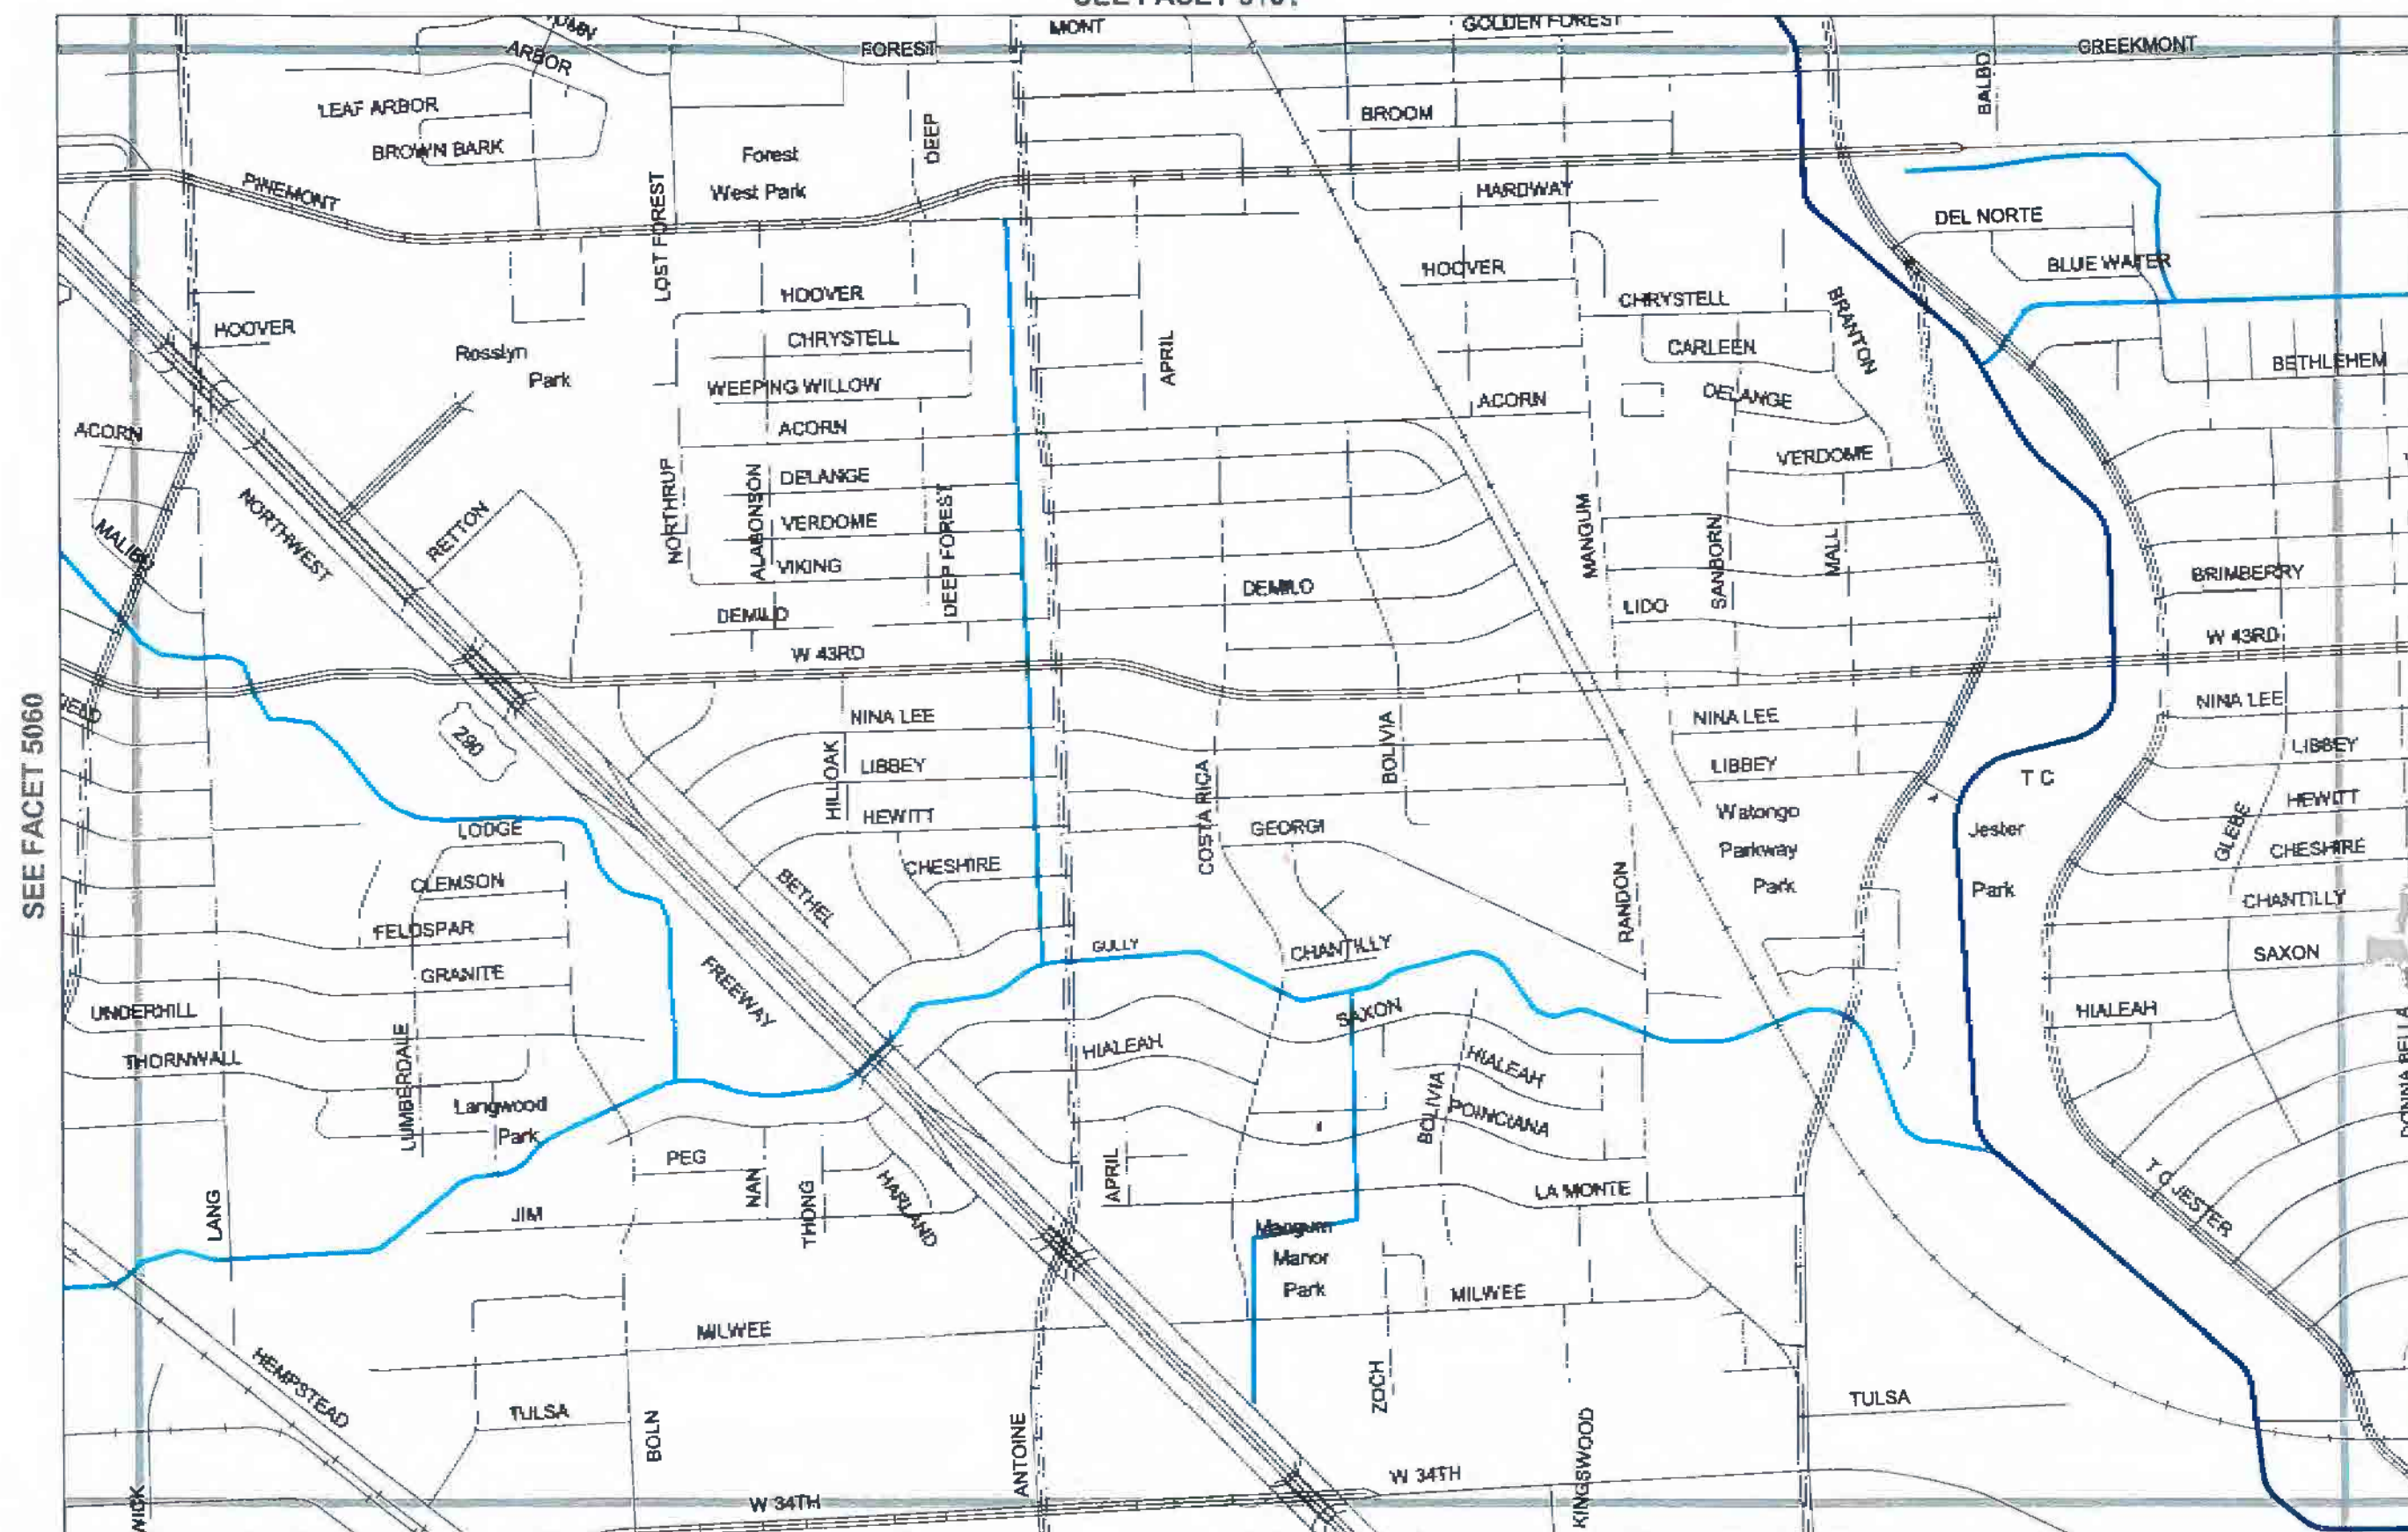 MONT
GOLDEN FOREST
CREEKMONT
FOREST
ARBOR
BALBO
LEAF ARBOR
BROOM
BROWN BARK
DEEP
Forest
West Park
PINEMONT
LOST FOREST
HARDWAY
DEL NORTE
BLUE WATER
HOOVER
HOOVER
CHRYSTELL
HOOVER
CHRYSTELL
BRANTON
Rosslyn
Park
APRIL
CARLEEN
BETHLEHEM
WEEPING WILLOW
DELANGE
ACORN
ACORN
ACORN
VERDOME
DELANGE
NORTHRUP
ALABONSON
NORTHWEST
RETTON
VERDOME
DEEP FOREST
MANGUM
SANBORN
MALL
MALIBU
VIKING
DEMILO
BRIMBERRY
DEMILO
LIDO
W 43RD
W 43RD
SEE FACET 5060
NINA LEE
NINA LEE
NINA LEE
290
HILLOAK
LIBBEY
COSTA RICA
BOLIVIA
LIBBEY
LIBBEY
T C
Jester
Park
HEWITT
HEWITT
Watongo
Parkway
Park
LODGE
GEORGI
GLEBE
CHESHIRE
CHESHIRE
CLEMSON
BETHEL
RANDON
CHANTILLY
FELDSPAR
GULLY
CHANTILLY
SAXON
GRANITE
FREEWAY
UNDERHILL
SAXON
HIALEAH
THORNWALL
LUMBERDALE
HIALEAH
HIALEAH
DONNA BELL
Langwood
Park
BOLIVIA
POINCIANA
PEG
NAN
THONG
HARLAND
APRIL
LA MONTE
T C JESTER
LANG
JIM
Mangum
Manor
Park
MILWEE
MILWEE
HEMPSTEAD
ZOCH
TULSA
TULSA
BOLN
ANTOINE
KINGSWOOD
W 34TH
W 34TH
WICK